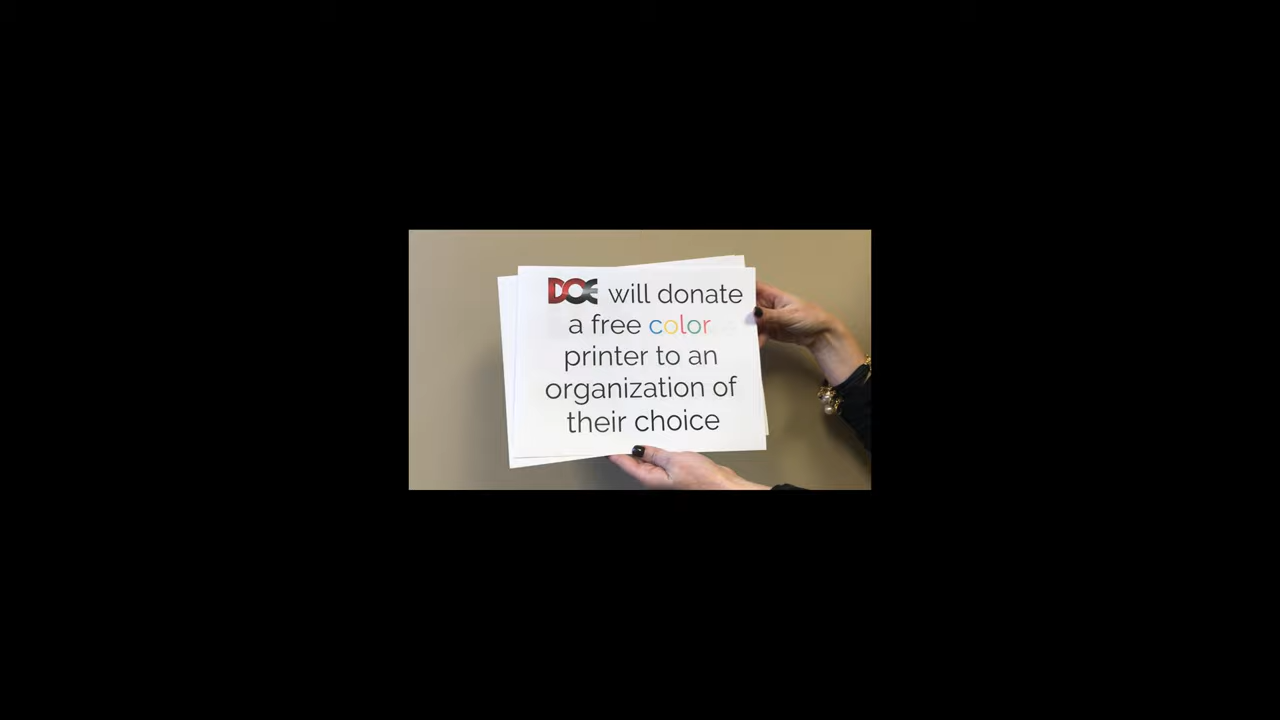 DOE will donate
a free color
printer to an
organization of
their choice